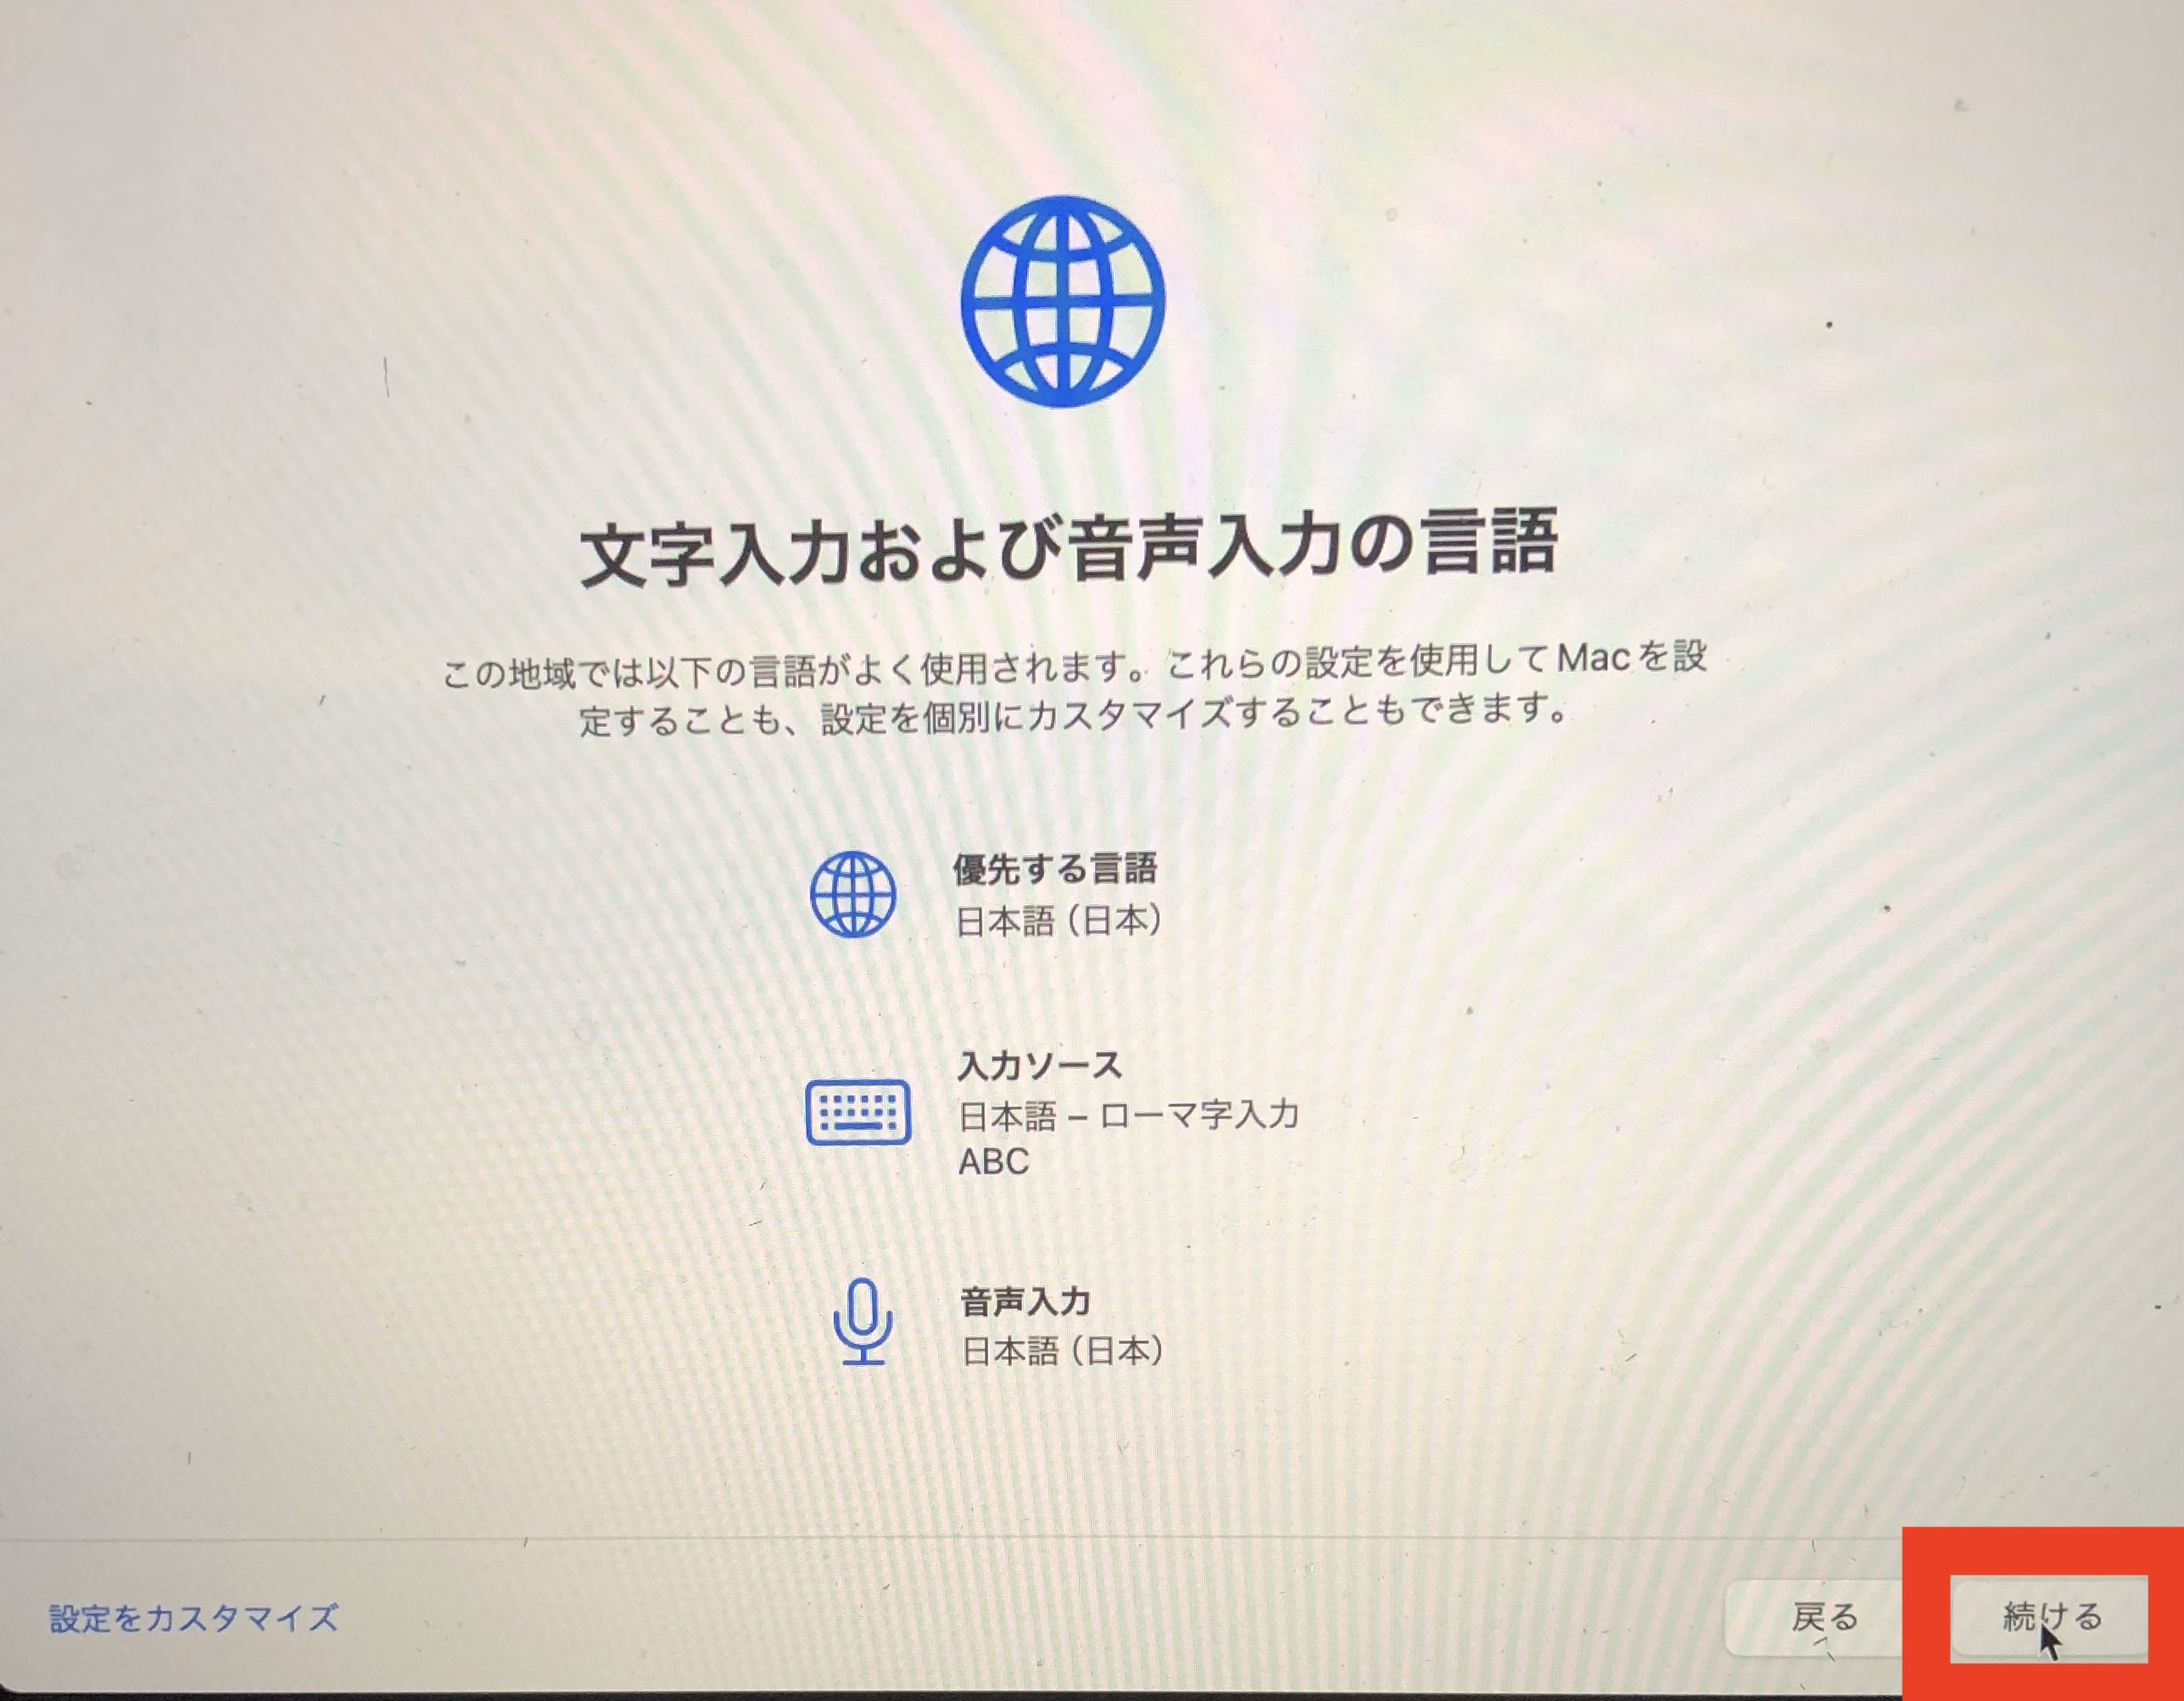 文字入力および音声入力の言語
この地域では以下の言語がよく使用されます。これらの設定を使用してMacを設
定することも、設定を個別にカスタマイズすることもできます。
優先する言語
日本語（日本）
入力ソース
日本語 – ローマ字入力
ABC
音声入力
日本語（日本）
設定をカスタマイズ
戻る
続ける